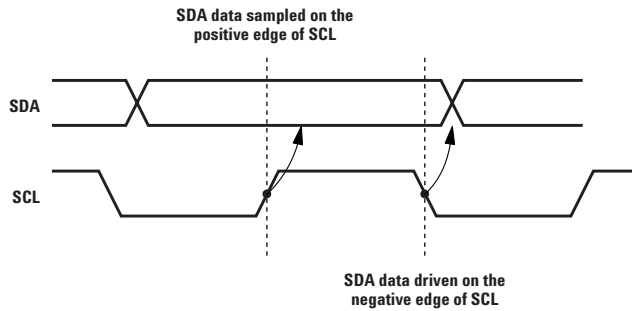 SDA data sampled on the
positive edge of SCL
SDA
SCL
SDA data driven on the
negative edge of SCL